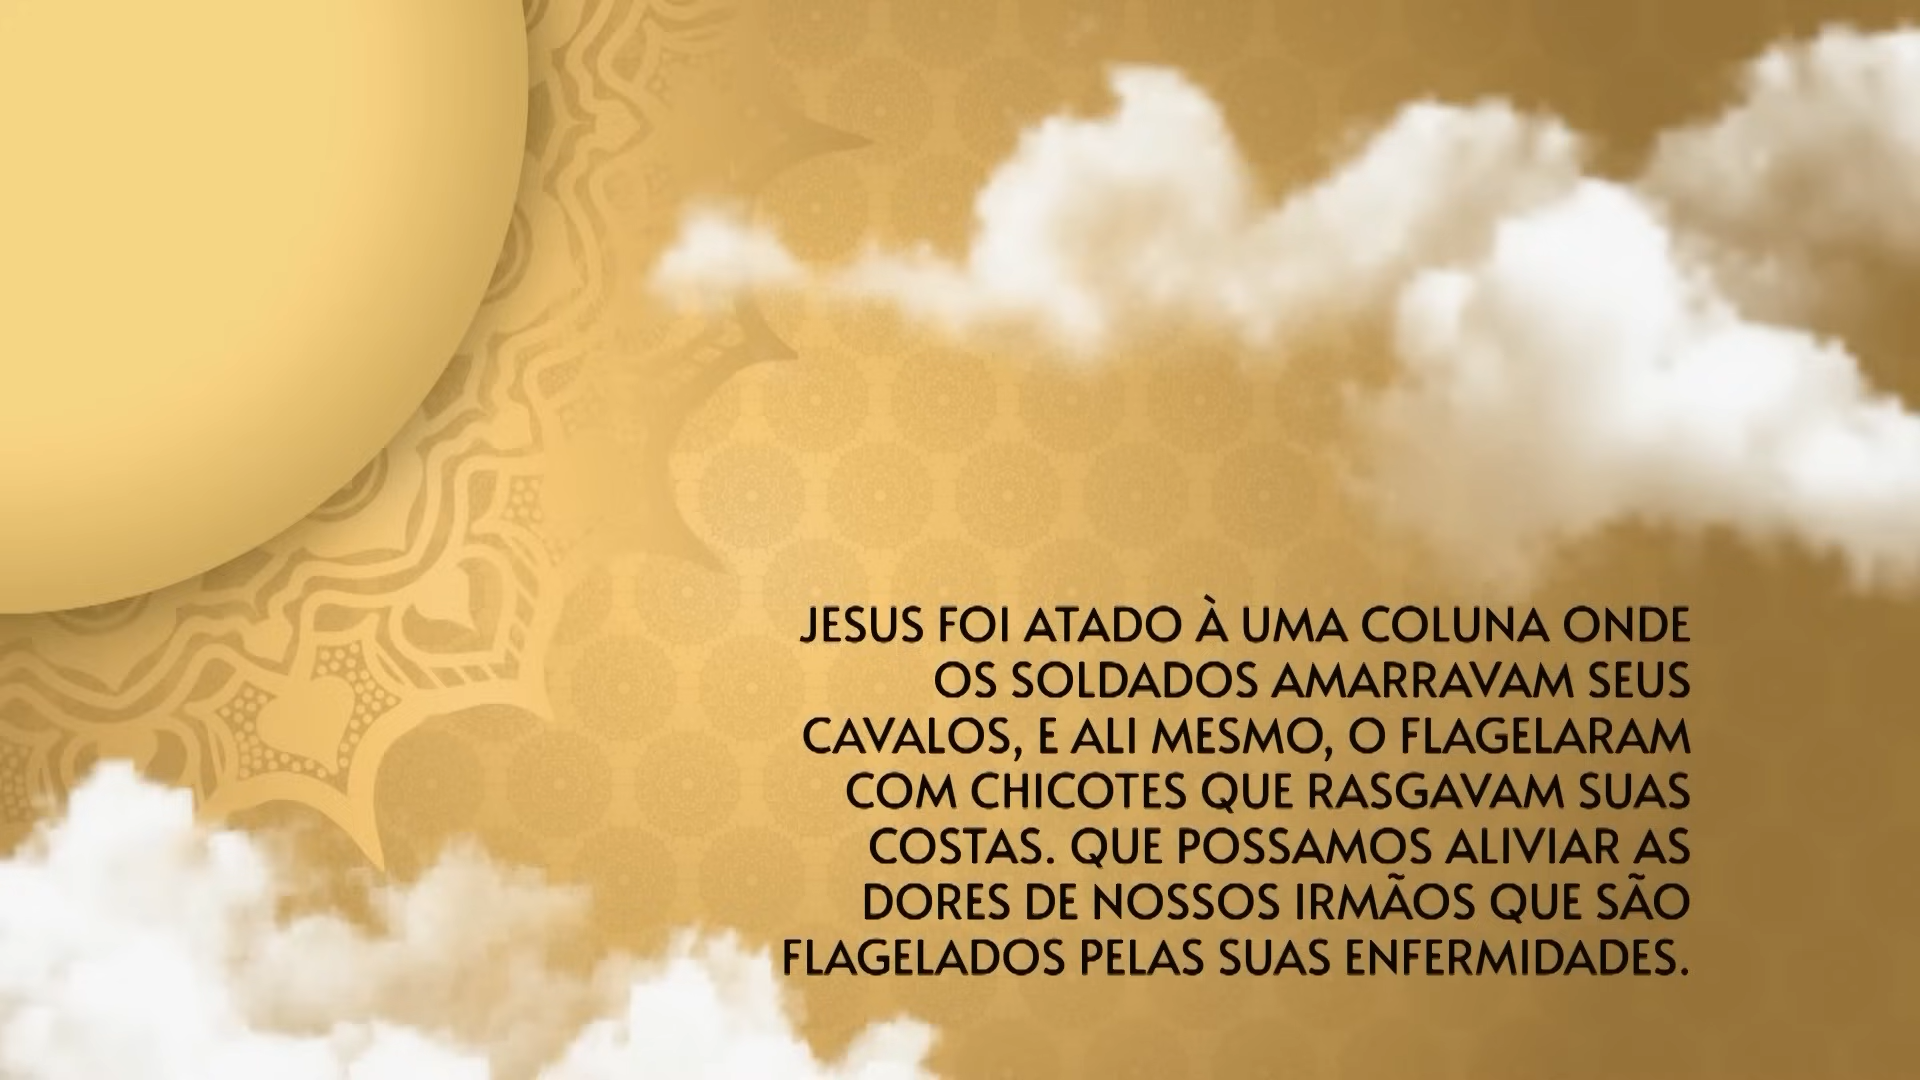 JESUS FOI ATADO À UMA COLUNA ONDE
OS SOLDADOS AMARRAVAM SEUS
CAVALOS, E ALI MESMO, O FLAGELARAM
COM CHICOTES QUE RASGAVAM SUAS
COSTAS. QUE POSSAMOS ALIVIAR AS
DORES DE NOSSOS IRMÃOS QUE SÃO
FLAGELADOS PELAS SUAS ENFERMIDADES.